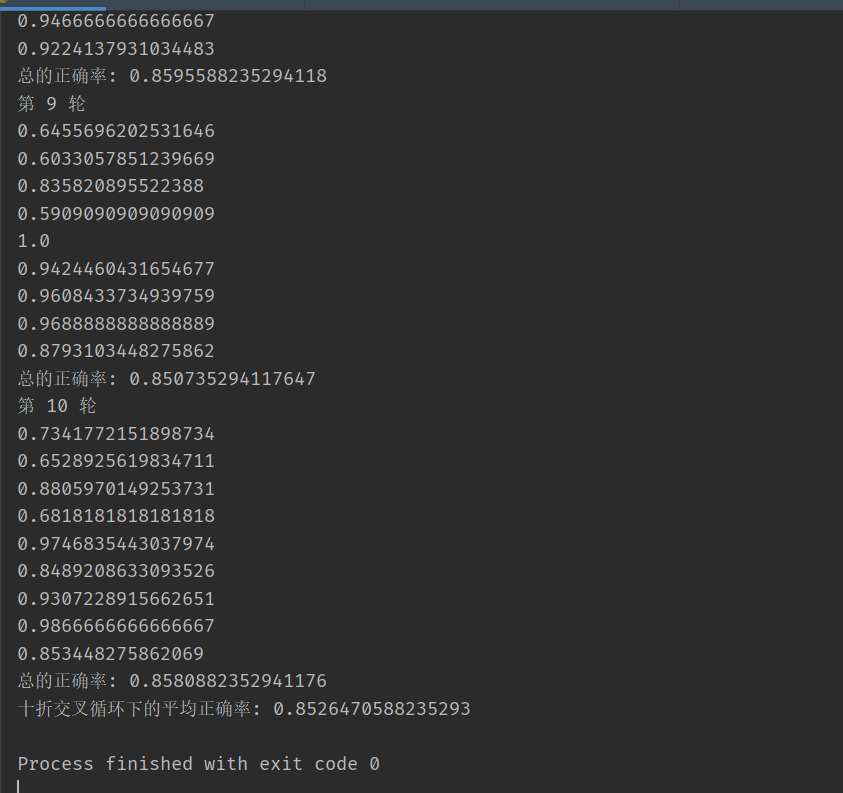 0.9466666666666667
0.9224137931034483
总的正确率: 0.8595588235294118
第 9 轮
0.6455696202531646
0.6033057851239669
0.835820895522388
0.5909090909090909
1.0
0.9424460431654677
0.9608433734939759
0.9688888888888889
0.8793103448275862
总的正确率: 0.850735294117647
第 10 轮
0.7341772151898734
0.6528925619834711
0.8805970149253731
0.6818181818181818
0.9746835443037974
0.8489208633093526
0.9307228915662651
0.9866666666666667
0.853448275862069
总的正确率: 0.8580882352941176
十折交叉循环下的平均正确率: 0.8526470588235293
Process finished with exit code 0